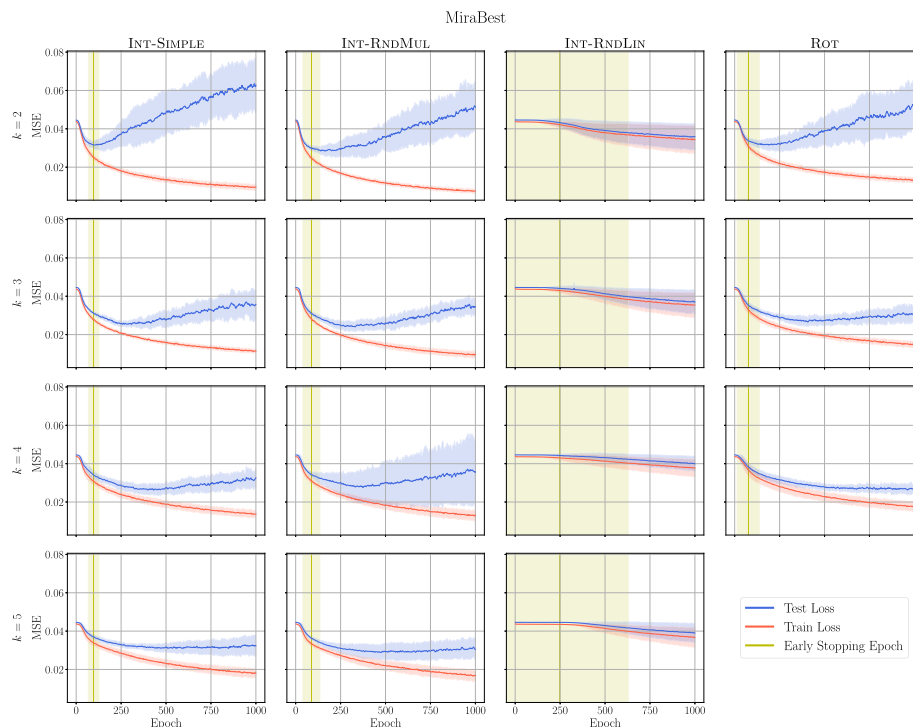 MiraBest
INT-SIMPLE INT-RNDMUL INT-RNDLIN ROT
k = 2
MSE
0.08
0.06
0.04
0.02
k = 3
MSE
0.08
0.06
0.04
0.02
k = 4
MSE
0.08
0.06
0.04
0.02
k = 5
MSE
0.08
0.06
0.04
0.02
0 250 500 750 1000
Epoch
0 250 500 750 1000
Epoch
0 250 500 750 1000
Epoch
Test Loss
Train Loss
Early Stopping Epoch